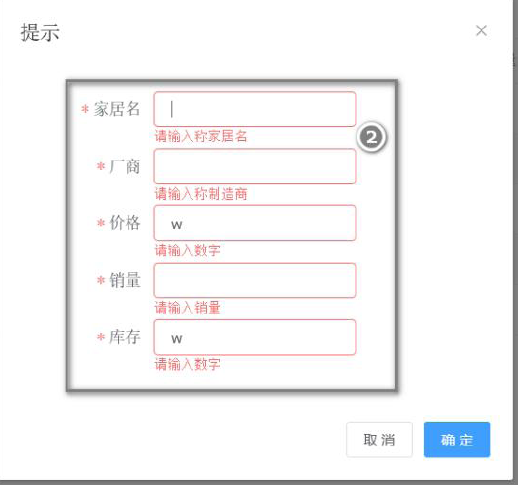 提示
* 家居名
请输入称家居名
2
* 厂商
请输入称制造商
* 价格 w
请输入数字
* 销量
请输入销量
* 库存 w
请输入数字
取消 确定